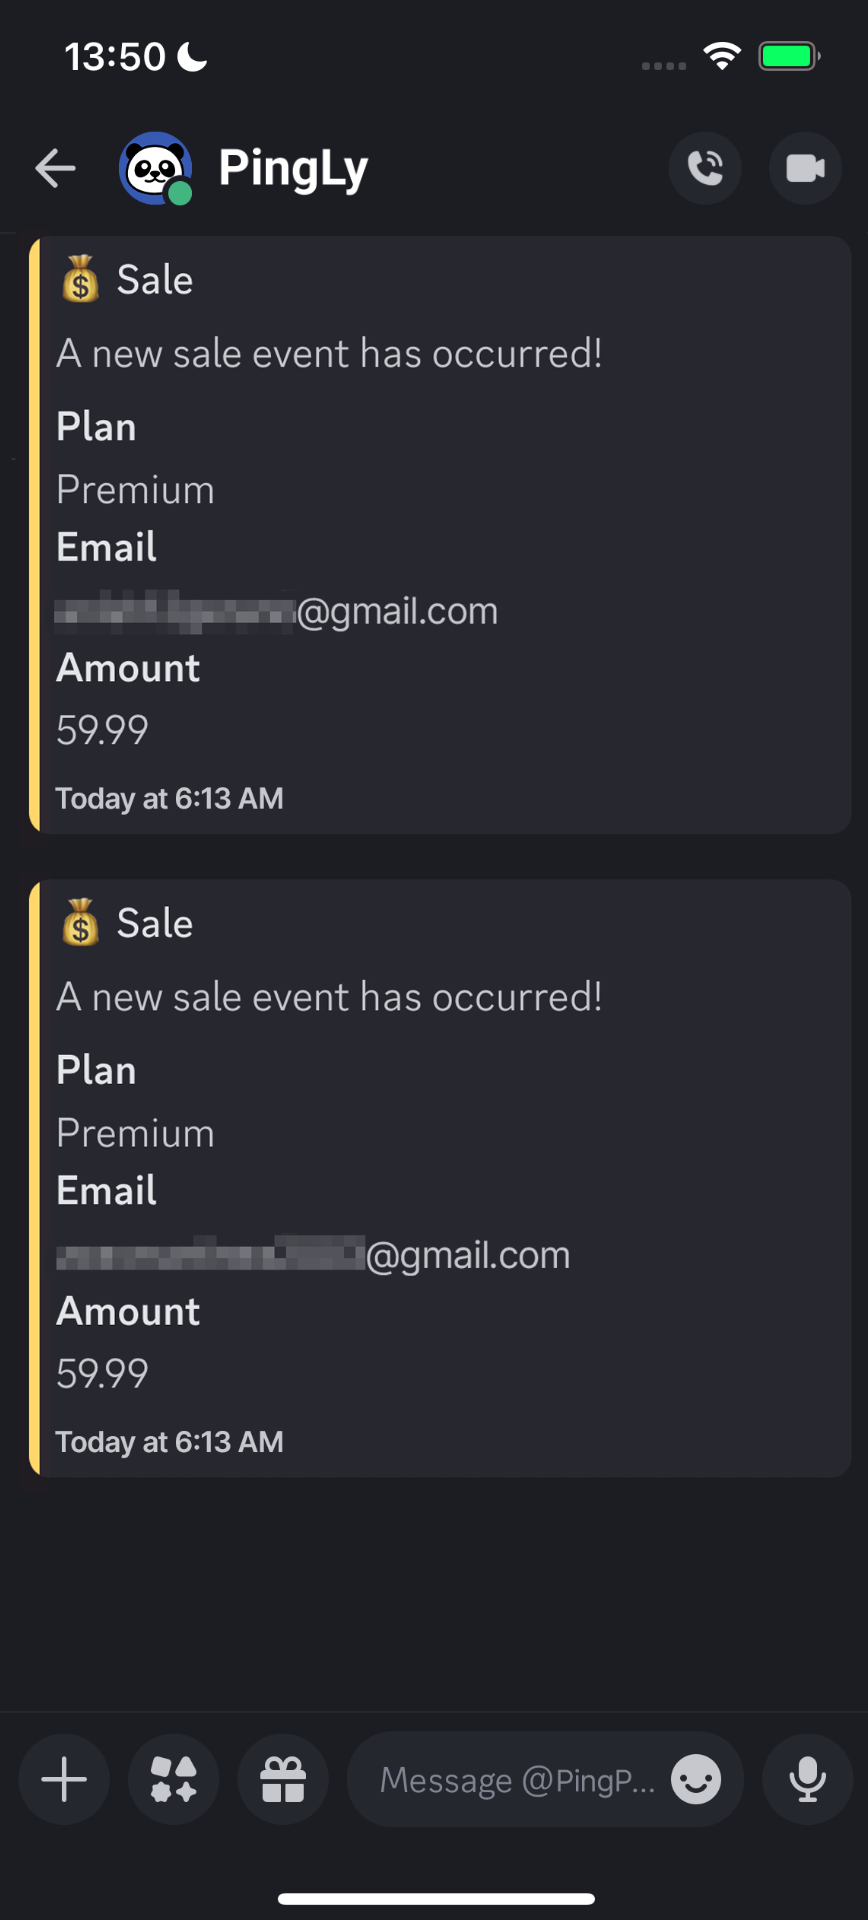 13:50
PingLy
💰 Sale
A new sale event has occurred!
Plan
Premium
Email
@gmail.com
Amount
59.99
Today at 6:13 AM
💰 Sale
A new sale event has occurred!
Plan
Premium
Email
@gmail.com
Amount
59.99
Today at 6:13 AM
Message @PingP...